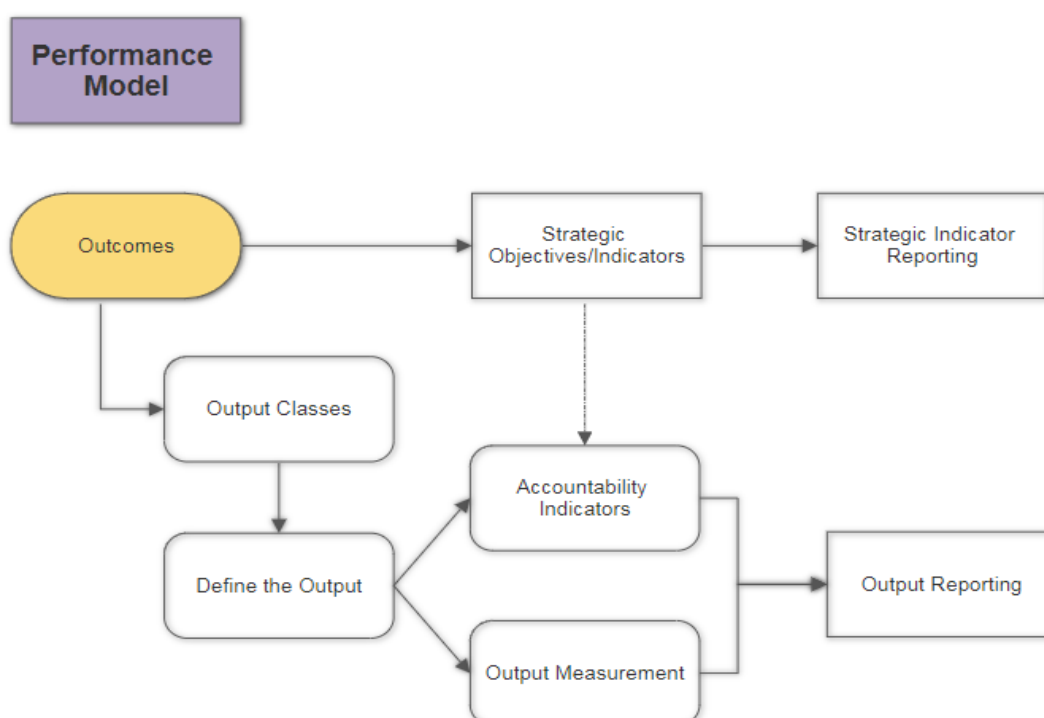 Performance
Model
Outcomes
Strategic
Objectives/Indicators
Strategic Indicator
Reporting
Output Classes
Accountability
Indicators
Define the Output
Output Reporting
Output Measurement